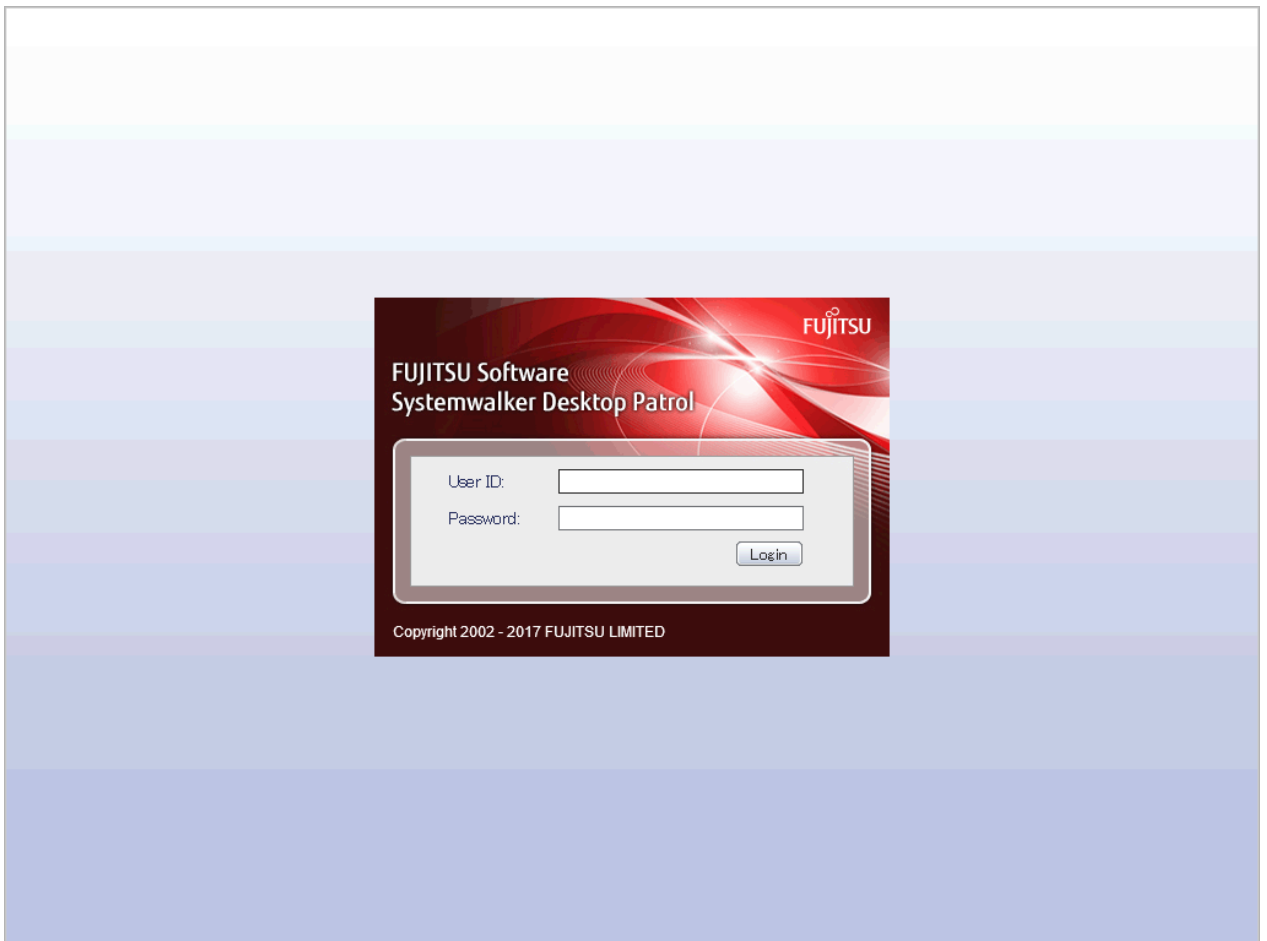 FUJITSU
FUJITSU Software
Systemwalker Desktop Patrol
User ID:
Password:
Login
Copyright 2002 - 2017 FUJITSU LIMITED